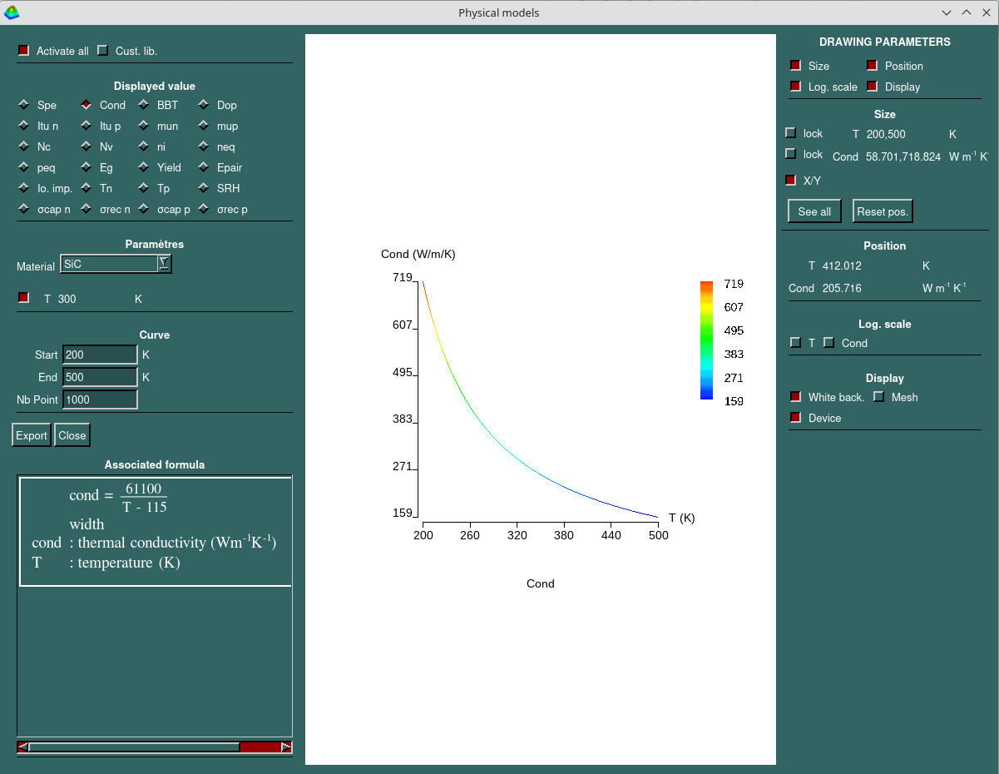 Physical models
Activate all Cust. lib.
Displayed value
Spe Cond BBT Dop
Itu n Itu p mun mup
Nc Nv ni neq
peq Eg Yield Epair
Io. imp. Tn Tp SRH
σcap n σrec n σcap p σrec p
Paramètres
Material SiC
T 300 K
Curve
Start 200 K
End 500 K
Nb Point 1000
Export Close
Associated formula
cond = 61100 / T - 115
width
cond : thermal conductivity (Wm⁻¹K⁻¹)
T : temperature (K)
Cond (W/m/K)
719
607
495
383
271
159
200 260 320 380 440 500
T (K)
Cond
719
607
495
383
271
159
DRAWING PARAMETERS
Size Position
Log. scale Display
Size
lock T 200,500 K
lock Cond 58.701,718.824 W m⁻¹ K
X/Y
See all Reset pos.
Position
T 412.012 K
Cond 205.716 W m⁻¹ K⁻¹
Log. scale
T Cond
Display
White back. Mesh
Device